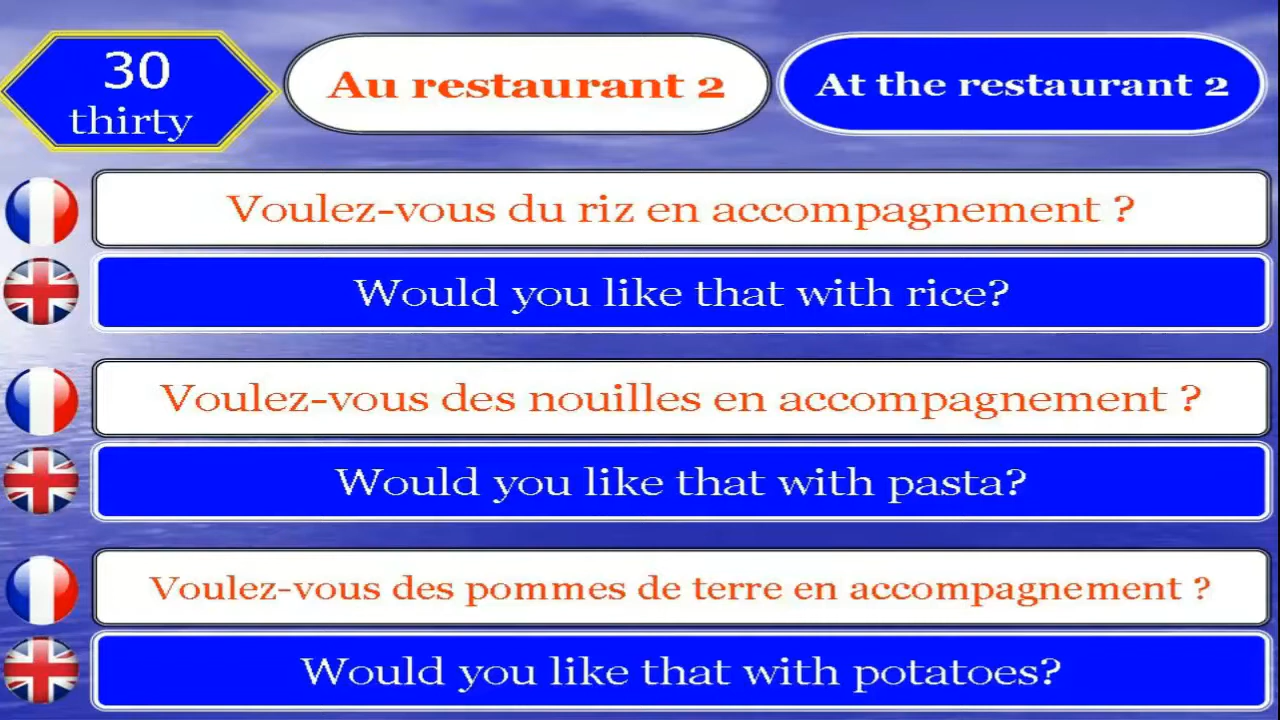 30
thirty
Au restaurant 2
At the restaurant 2
Voulez-vous du riz en accompagnement ?
Would you like that with rice?
Voulez-vous des nouilles en accompagnement ?
Would you like that with pasta?
Voulez-vous des pommes de terre en accompagnement ?
Would you like that with potatoes?